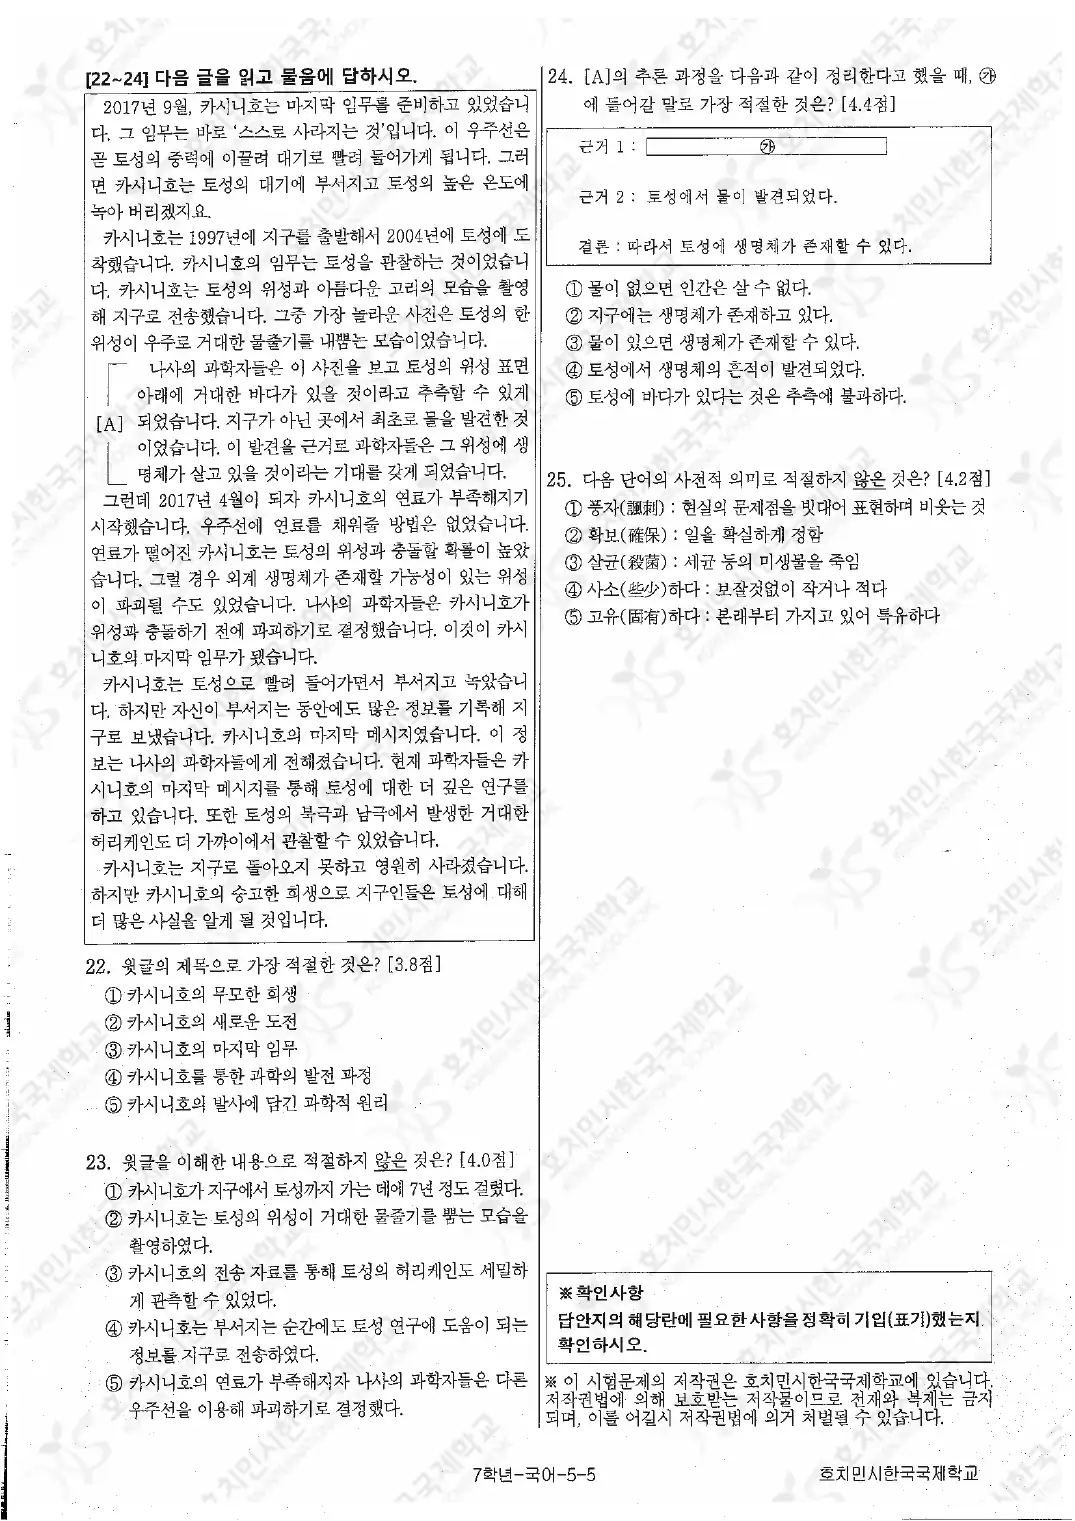 [22~24] 다음 글을 읽고 물음에 답하시오.
2017년 9월, 카시니호는 마지막 임무를 준비하고 있었습니
다. 그 임무는 바로 ‘스스로 사라지는 것’입니다. 이 우주선은
곧 토성의 중력에 이끌려 대기로 빨려 들어가게 됩니다. 그러
면 카시니호는 토성의 대기에 부서지고 토성의 높은 온도에
녹아 버리겠지요.
카시니호는 1997년에 지구를 출발해서 2004년에 토성에 도
착했습니다. 카시니호의 임무는 토성을 관찰하는 것이었습니
다. 카시니호는 토성의 위성과 아름다운 고리의 모습을 촬영
해 지구로 전송했습니다. 그중 가장 놀라운 사진은 토성의 한
위성이 우주로 거대한 물줄기를 내뿜는 모습이었습니다.
나사의 과학자들은 이 사진을 보고 토성의 위성 표면
아래에 거대한 바다가 있을 것이라고 추측할 수 있게
[A] 되었습니다. 지구가 아닌 곳에서 최초로 물을 발견한 것
이었습니다. 이 발견을 근거로 과학자들은 그 위성에 생
명체가 살고 있을 것이라는 기대를 갖게 되었습니다.
그런데 2017년 4월이 되자 카시니호의 연료가 부족해지기
시작했습니다. 우주선에 연료를 채워줄 방법은 없었습니다.
연료가 떨어진 카시니호는 토성의 위성과 충돌할 확률이 높았
습니다. 그럴 경우 외계 생명체가 존재할 가능성이 있는 위성
이 파괴될 수도 있었습니다. 나사의 과학자들은 카시니호가
위성과 충돌하기 전에 파괴하기로 결정했습니다. 이것이 카시
니호의 마지막 임무가 됐습니다.
카시니호는 토성으로 빨려 들어가면서 부서지고 녹았습니
다. 하지만 자신이 부서지는 동안에도 많은 정보를 기록해 지
구로 보냈습니다. 카시니호의 마지막 메시지였습니다. 이 정
보는 나사의 과학자들에게 전해졌습니다. 현재 과학자들은 카
시니호의 마지막 메시지를 통해 토성에 대한 더 깊은 연구를
하고 있습니다. 또한 토성의 북극과 남극에서 발생한 거대한
허리케인도 더 가까이에서 관찰할 수 있었습니다.
카시니호는 지구로 돌아오지 못하고 영원히 사라졌습니다.
하지만 카시니호의 숭고한 희생으로 지구인들은 토성에 대해
더 많은 사실을 알게 될 것입니다.
22. 윗글의 제목으로 가장 적절한 것은? [3.8점]
① 카시니호의 무모한 희생
② 카시니호의 새로운 도전
③ 카시니호의 마지막 임무
④ 카시니호를 통한 과학의 발전 과정
⑤ 카시니호의 발사에 담긴 과학적 원리
23. 윗글을 이해한 내용으로 적절하지 않은 것은? [4.0점]
① 카시니호가 지구에서 토성까지 가는 데에 7년 정도 걸렸다.
② 카시니호는 토성의 위성이 거대한 물줄기를 뿜는 모습을
촬영하였다.
③ 카시니호의 전송 자료를 통해 토성의 허리케인도 세밀하
게 관측할 수 있었다.
④ 카시니호는 부서지는 순간에도 토성 연구에 도움이 되는
정보를 지구로 전송하였다.
⑤ 카시니호의 연료가 부족해지자 나사의 과학자들은 다른
우주선을 이용해 파괴하기로 결정했다.
24. [A]의 추론 과정을 다음과 같이 정리한다고 했을 때, ㉮
에 들어갈 말로 가장 적절한 것은? [4.4점]
근거 1 : ㉮
근거 2 : 토성에서 물이 발견되었다.
결론 : 따라서 토성에 생명체가 존재할 수 있다.
① 물이 없으면 인간은 살 수 없다.
② 지구에는 생명체가 존재하고 있다.
③ 물이 있으면 생명체가 존재할 수 있다.
④ 토성에서 생명체의 흔적이 발견되었다.
⑤ 토성에 바다가 있다는 것은 추측에 불과하다.
25. 다음 단어의 사전적 의미로 적절하지 않은 것은? [4.2점]
① 풍자(諷刺) : 현실의 문제점을 빗대어 표현하며 비웃는 것
② 확보(確保) : 일을 확실하게 정함
③ 살균(殺菌) : 세균 등의 미생물을 죽임
④ 사소(些少)하다 : 보잘것없이 작거나 적다
⑤ 고유(固有)하다 : 본래부터 가지고 있어 특유하다
※ 확인사항
답안지의 해당란에 필요한 사항을 정확히 기입(표기)했는지
확인하시오.
※ 이 시험문제의 저작권은 호치민시한국국제학교에 있습니다.
저작권법에 의해 보호받는 저작물이므로 전재와 복제는 금지
되며, 이를 어길시 저작권법에 의거 처벌될 수 있습니다.
7학년-국어-5-5
호치민시한국국제학교